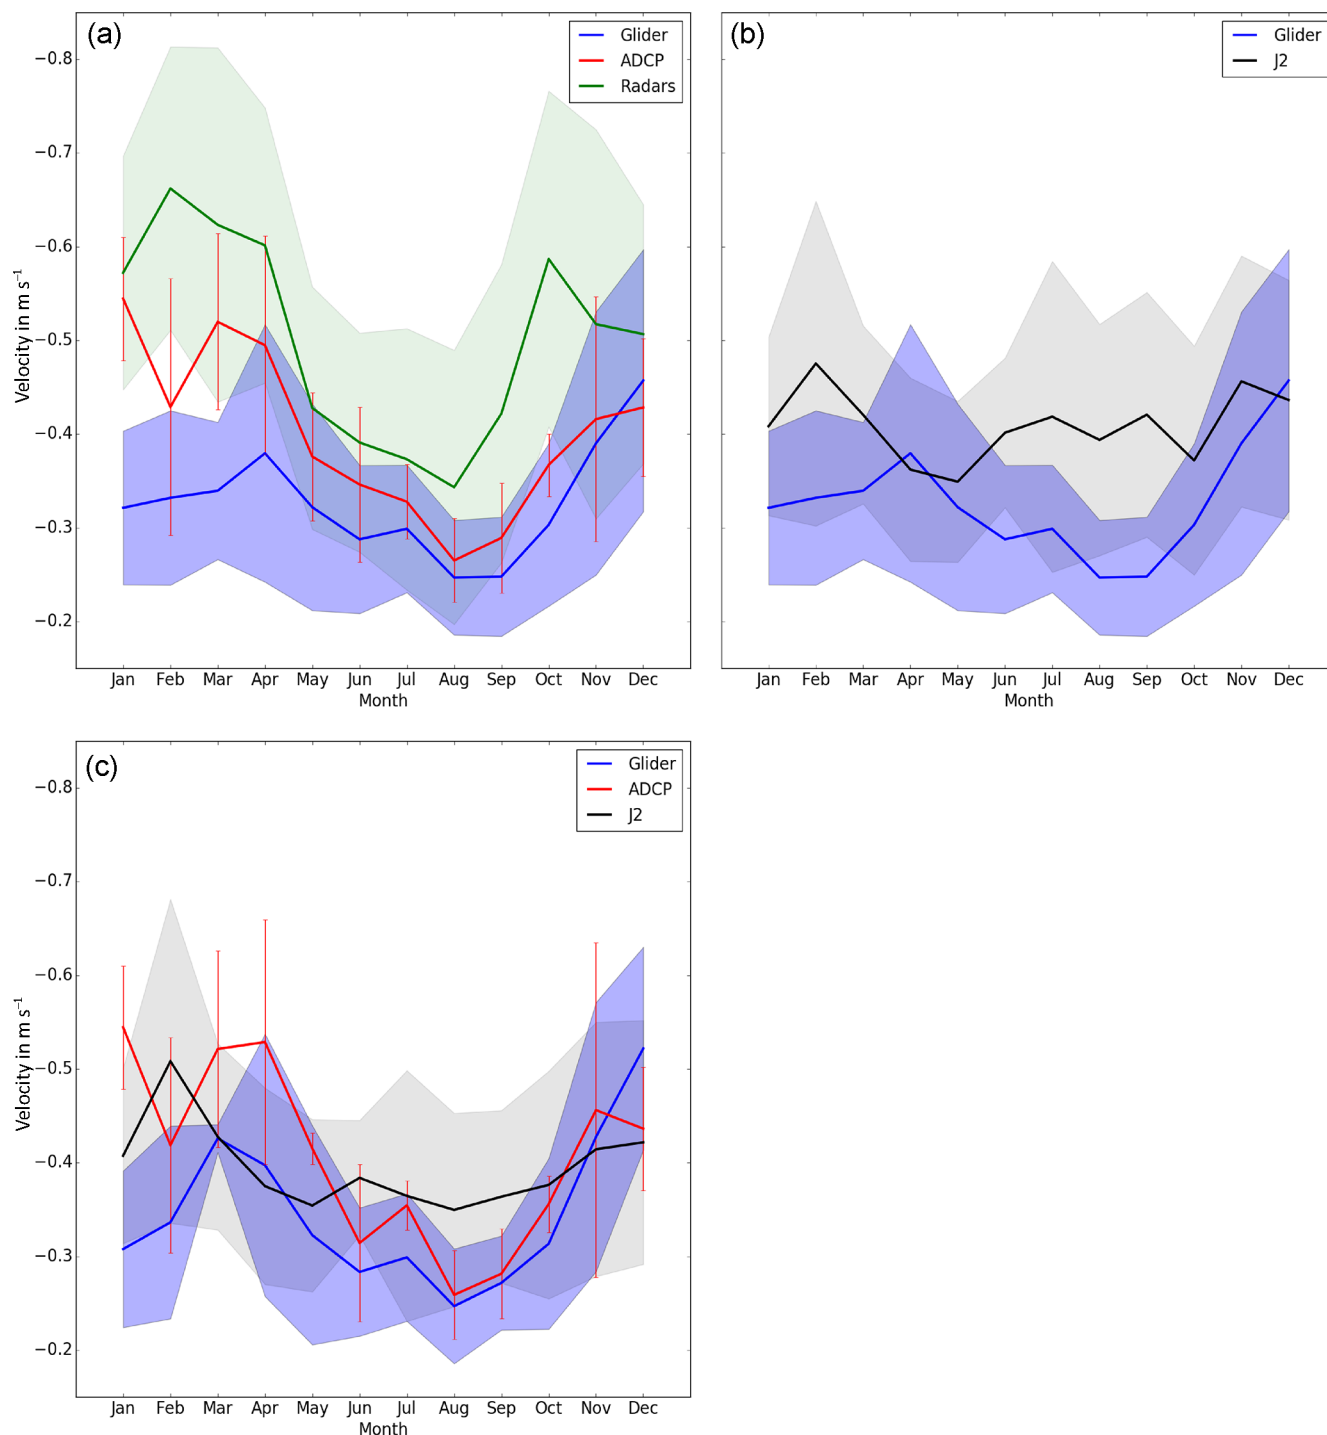 (a)
Glider
ADCP
Radars
−0.8
−0.7
−0.6
−0.5
−0.4
−0.3
−0.2
Velocity in m s⁻¹
Jan Feb Mar Apr May Jun Jul Aug Sep Oct Nov Dec
Month
(b)
Glider
J2
Jan Feb Mar Apr May Jun Jul Aug Sep Oct Nov Dec
Month
(c)
Glider
ADCP
J2
−0.8
−0.7
−0.6
−0.5
−0.4
−0.3
−0.2
Velocity in m s⁻¹
Jan Feb Mar Apr May Jun Jul Aug Sep Oct Nov Dec
Month